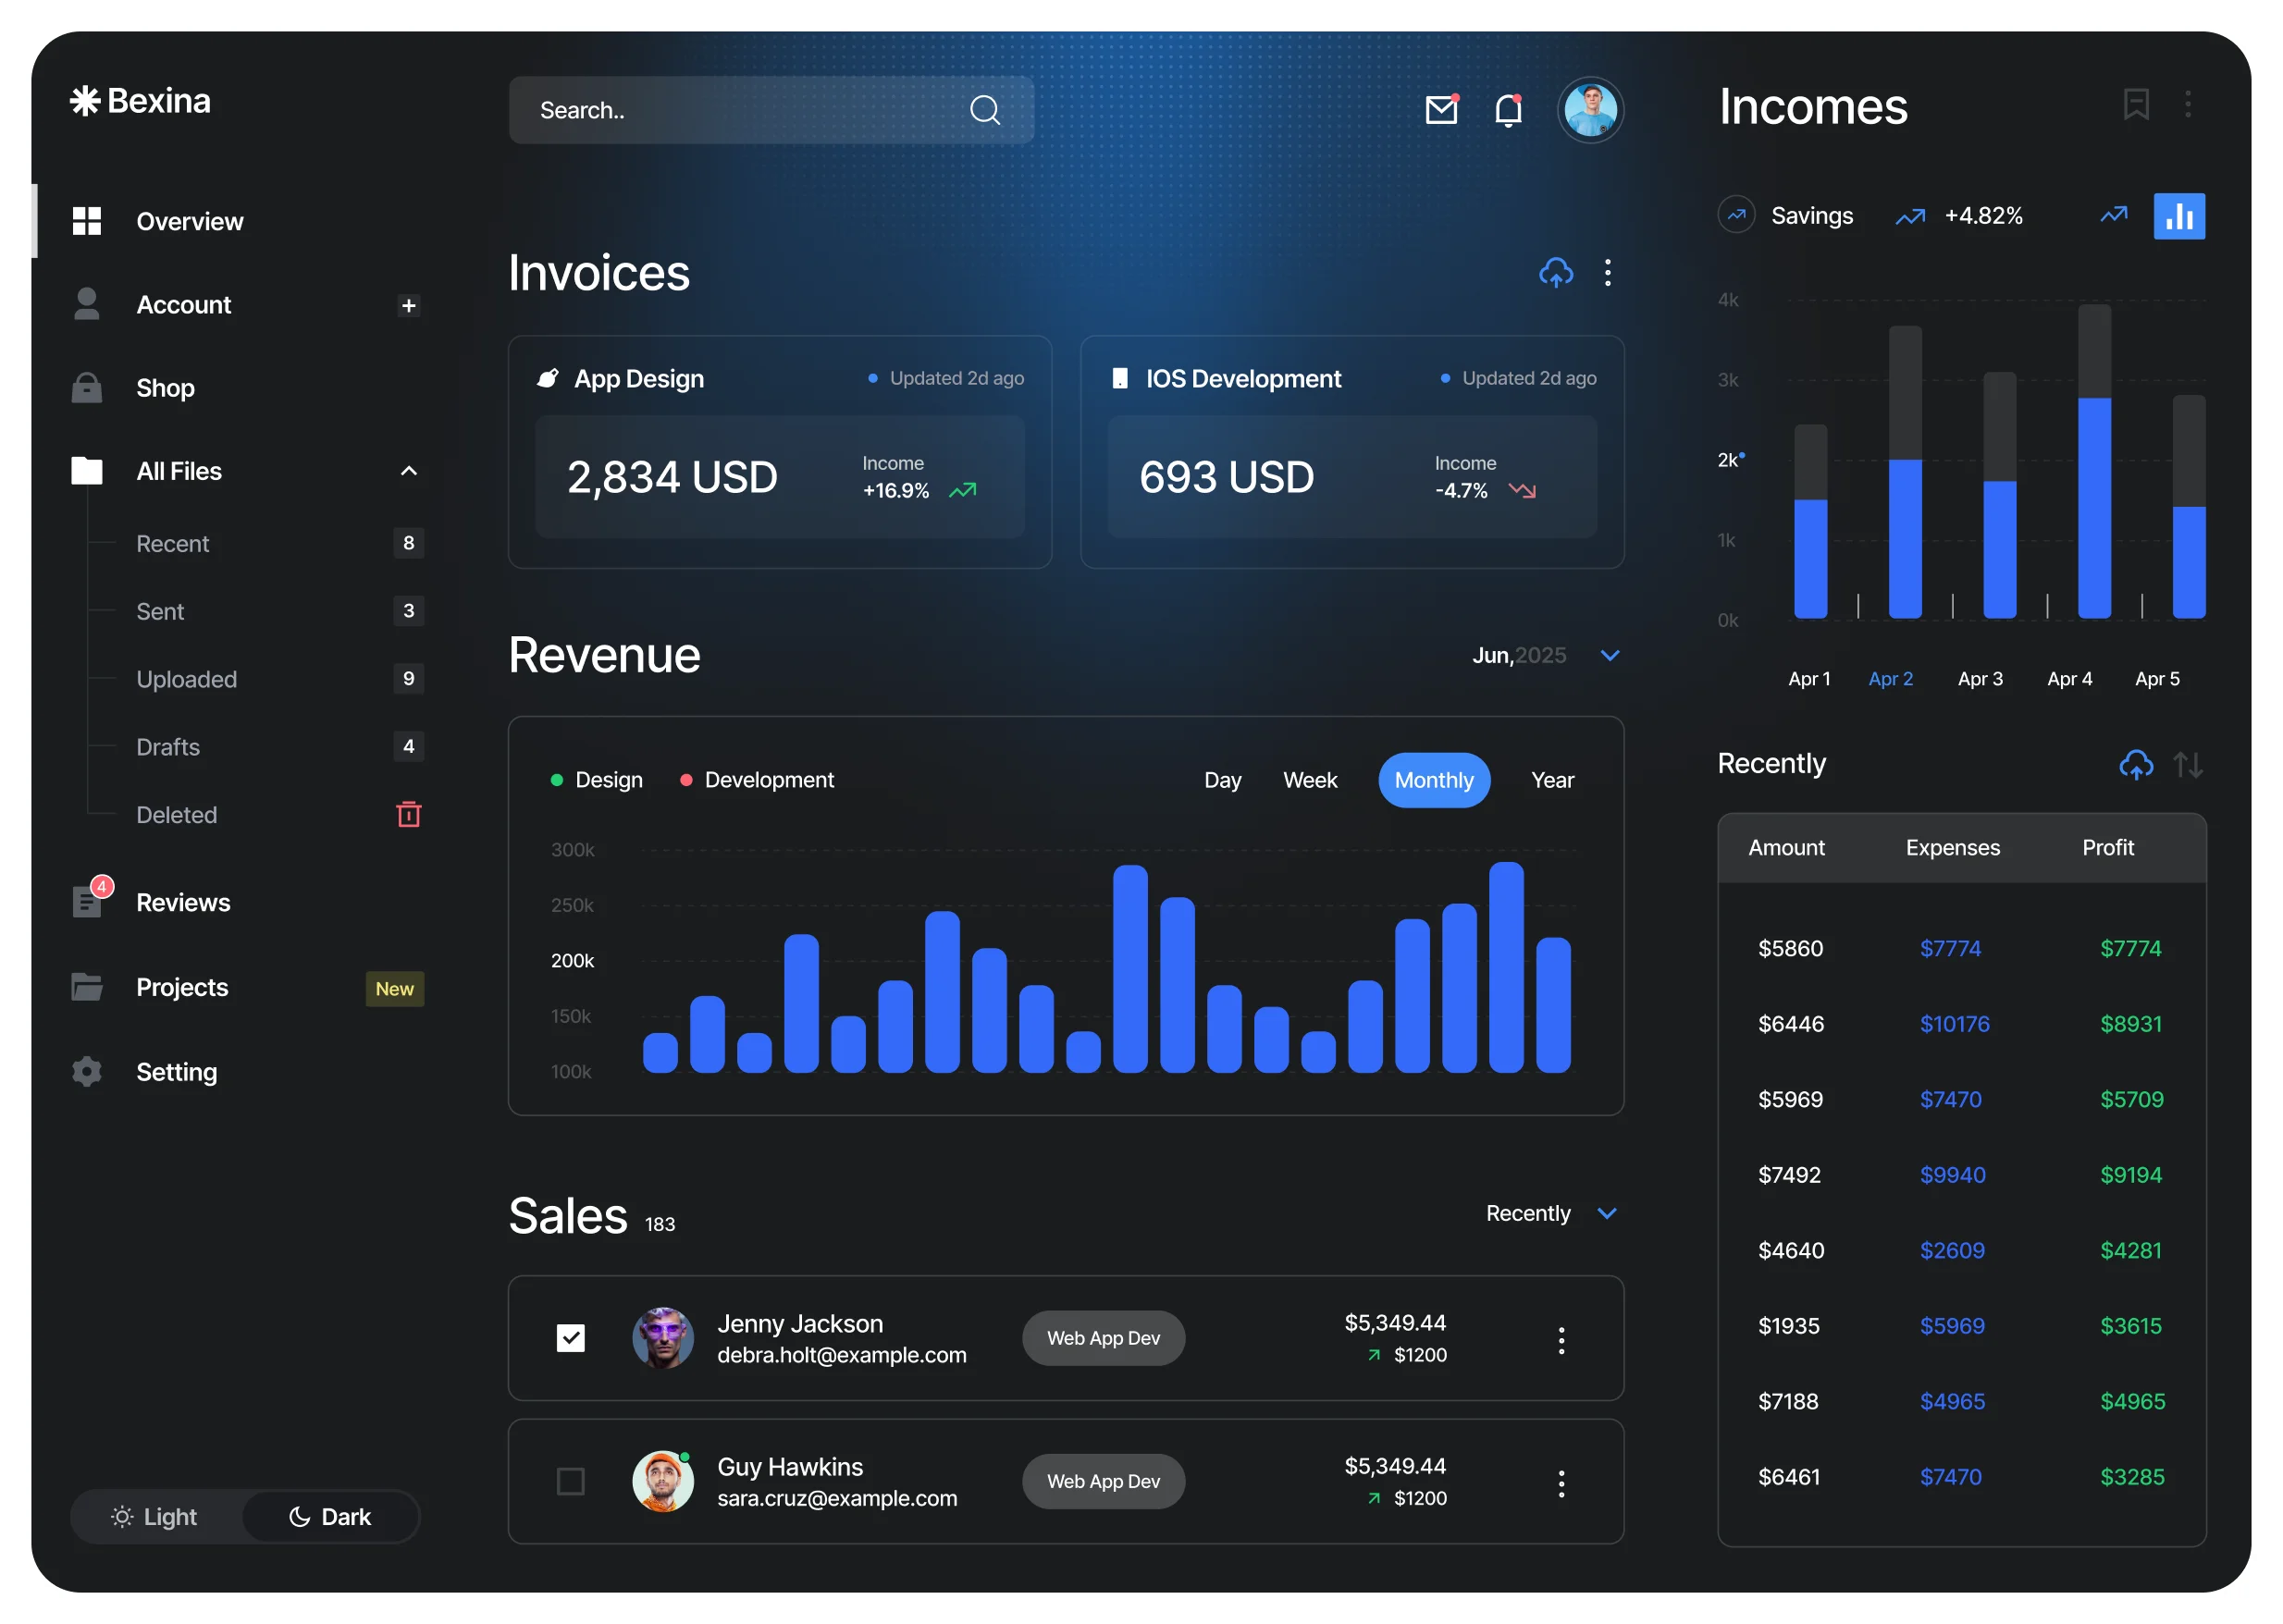 Bexina
Overview
Account
Shop
All Files
Recent 8
Sent 3
Uploaded 9
Drafts 4
Deleted
4
Reviews
Projects New
Setting
Light Dark
Search..
Invoices
App Design Updated 2d ago
2,834 USD
Income
+16.9%
IOS Development Updated 2d ago
693 USD
Income
-4.7%
Revenue Jun,2025
Design Development Day Week Monthly Year
300k
250k
200k
150k
100k
Sales 183 Recently
Jenny Jackson
debra.holt@example.com
Web App Dev
$5,349.44
$1200
Guy Hawkins
sara.cruz@example.com
Web App Dev
$5,349.44
$1200
Incomes
Savings +4.82%
4k
3k
2k
1k
0k
Apr 1 Apr 2 Apr 3 Apr 4 Apr 5
Recently
Amount Expenses Profit
$5860 $7774 $7774
$6446 $10176 $8931
$5969 $7470 $5709
$7492 $9940 $9194
$4640 $2609 $4281
$1935 $5969 $3615
$7188 $4965 $4965
$6461 $7470 $3285